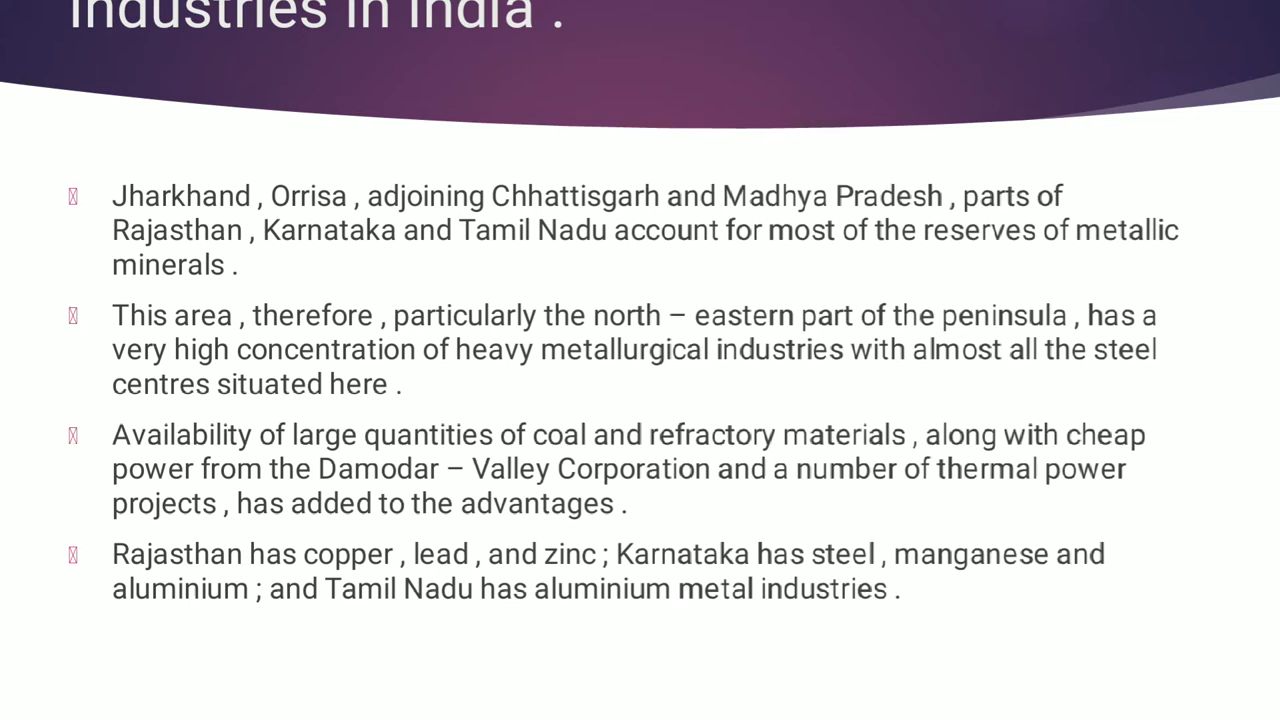 Industries in India .
Jharkhand , Orrisa , adjoining Chhattisgarh and Madhya Pradesh , parts of
Rajasthan , Karnataka and Tamil Nadu account for most of the reserves of metallic
minerals .
This area , therefore , particularly the north – eastern part of the peninsula , has a
very high concentration of heavy metallurgical industries with almost all the steel
centres situated here .
Availability of large quantities of coal and refractory materials , along with cheap
power from the Damodar – Valley Corporation and a number of thermal power
projects , has added to the advantages .
Rajasthan has copper , lead , and zinc ; Karnataka has steel , manganese and
aluminium ; and Tamil Nadu has aluminium metal industries .